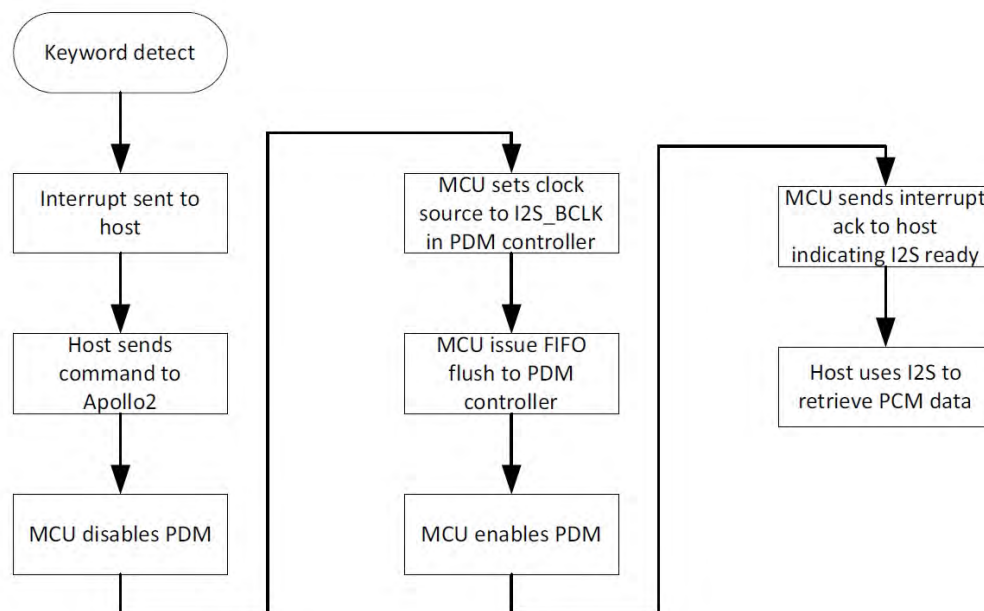 Keyword detect
Interrupt sent to
host
Host sends
command to
Apollo2
MCU disables PDM
MCU sets clock
source to I2S_BCLK
in PDM controller
MCU issue FIFO
flush to PDM
controller
MCU enables PDM
MCU sends interrupt
ack to host
indicating I2S ready
Host uses I2S to
retrieve PCM data